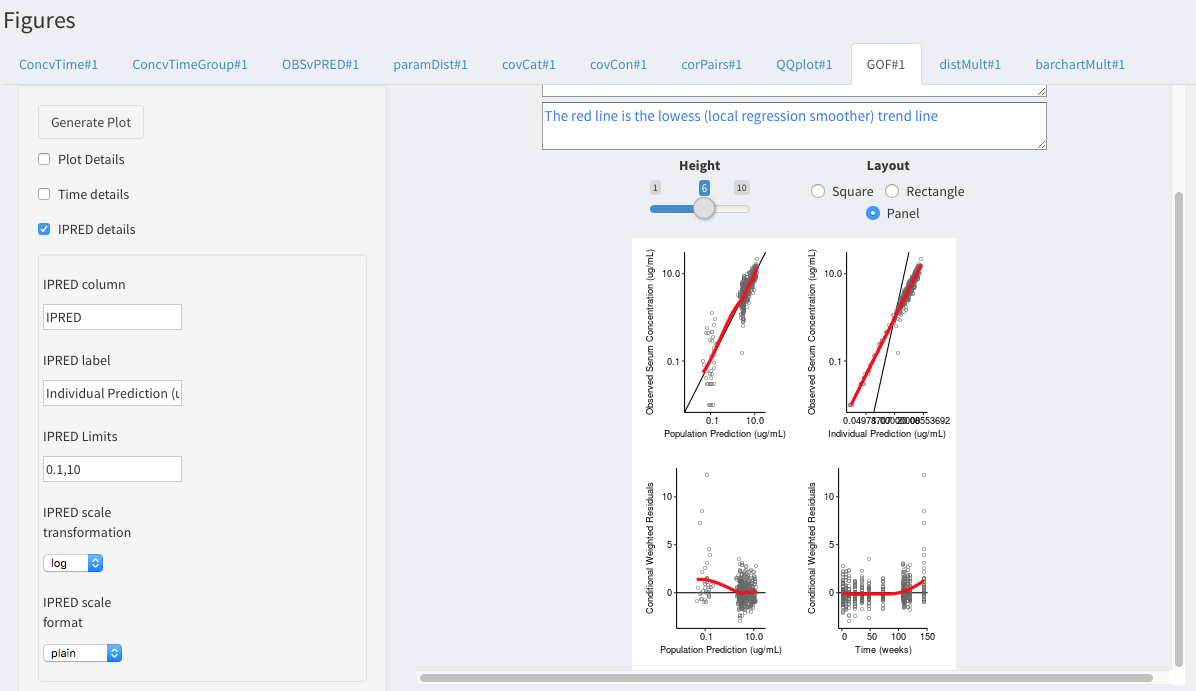 Figures
ConcvTime#1
ConcvTimeGroup#1
OBSvPRED#1
paramDist#1
covCat#1
covCon#1
corPairs#1
QQplot#1
GOF#1
distMult#1
barchartMult#1
Generate Plot
Plot Details
Time details
IPRED details
IPRED column
IPRED
IPRED label
Individual Prediction (u
IPRED Limits
0.1,10
IPRED scale
transformation
log
IPRED scale
format
plain
The red line is the lowess (local regression smoother) trend line
Height
1
6
10
Layout
Square
Rectangle
Panel
Observed Serum Concentration (ug/mL)
10.0
0.1
0.1
10.0
Population Prediction (ug/mL)
Observed Serum Concentration (ug/mL)
10.0
0.1
Individual Prediction (ug/mL)
Conditional Weighted Residuals
10
5
0
0.1
10.0
Population Prediction (ug/mL)
Conditional Weighted Residuals
10
5
0
0
50
100
150
Time (weeks)